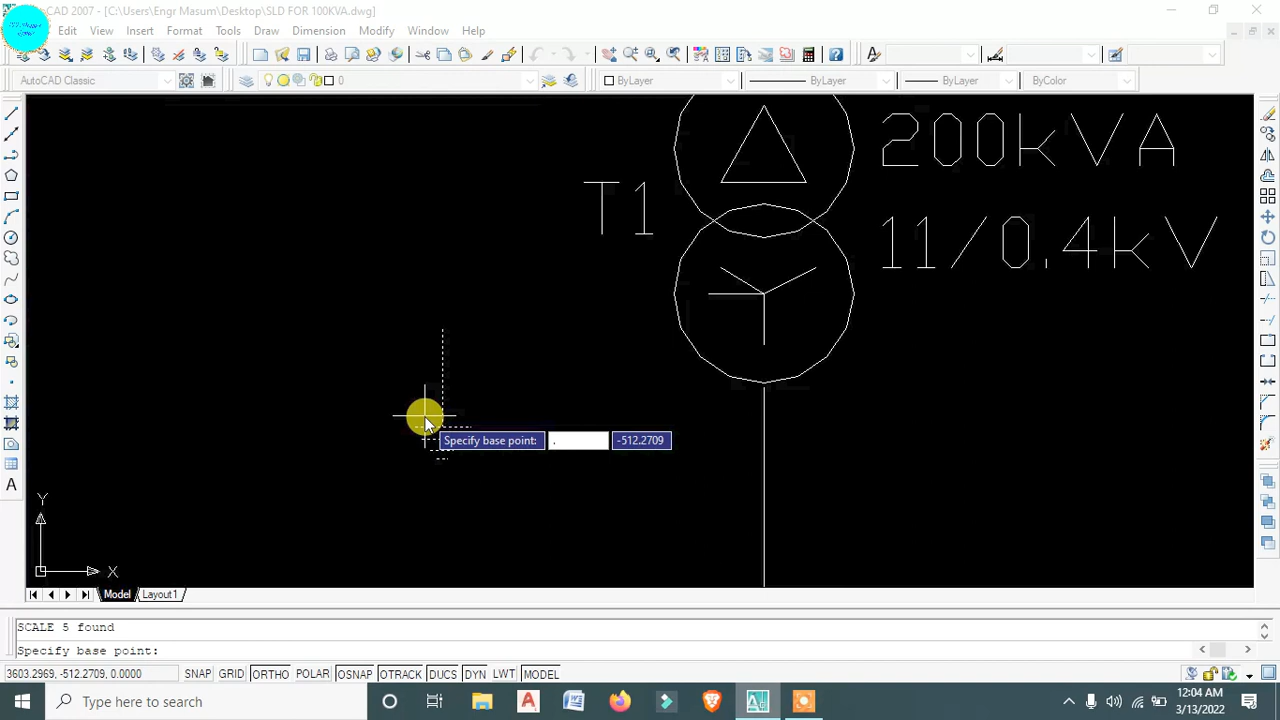 AutoCAD 2007 - [C:\Users\Engr Masum\Desktop\SLD FOR 100KVA.dwg]
Edit View Insert Format Tools Draw Dimension Modify Window Help
AutoCAD Classic 0 ByLayer ByLayer ByLayer ByColor
200kVA
T1
11/0.4kV
Specify base point: . -512.2709
Y
X
A
Model Layout1
SCALE 5 found
Specify base point:
3603.2969, -512.2709, 0.0000 SNAP GRID ORTHO POLAR OSNAP OTRACK DUCS DYN LWT MODEL
Type here to search
12:04 AM
3/13/2022